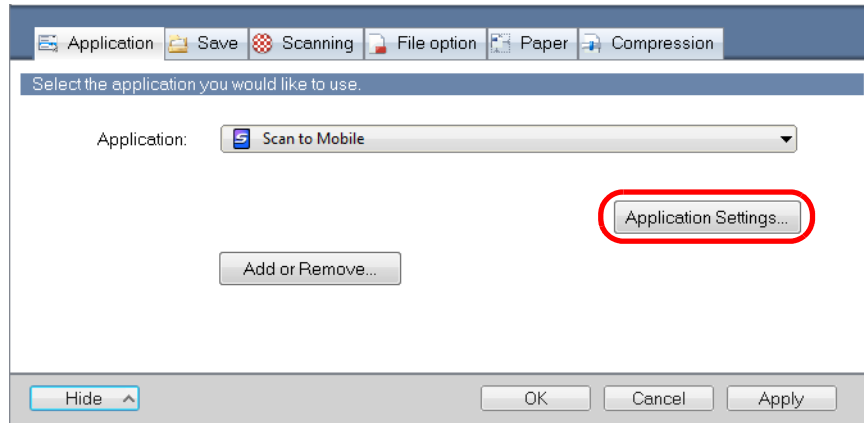 Application Save Scanning File option Paper Compression
Select the application you would like to use.
Application: Scan to Mobile
Application Settings...
Add or Remove...
Hide OK Cancel Apply